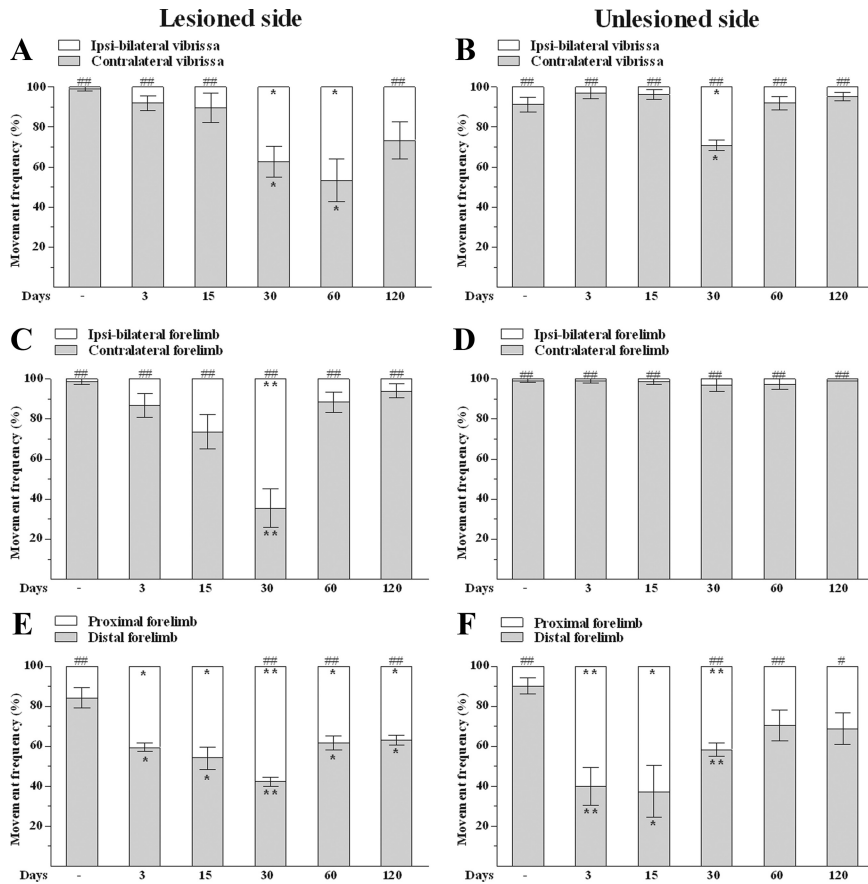 Lesioned side
Unlesioned side
A
Ipsi-bilateral vibrissa
Contralateral vibrissa
## ## ## ##
100
* *
80
60
*
40
*
20
Movement frequency (%)
Days - 3 15 30 60 120
B
Ipsi-bilateral vibrissa
Contralateral vibrissa
## ## ## ## ##
100
*
80
60
*
40
20
Movement frequency (%)
Days - 3 15 30 60 120
C
Ipsi-bilateral forelimb
Contralateral forelimb
## ## ## ## ##
100
**
80
60
40
20
**
Movement frequency (%)
Days - 3 15 30 60 120
D
Ipsi-bilateral forelimb
Contralateral forelimb
## ## ## ## ## ##
100
80
60
40
20
Movement frequency (%)
Days - 3 15 30 60 120
E
Proximal forelimb
Distal forelimb
## ## ## ##
100
* * ** * *
80
60
* * * *
40
**
20
Movement frequency (%)
Days - 3 15 30 60 120
F
Proximal forelimb
Distal forelimb
## ## ## #
100
** * **
80
60
**
40
** *
20
Movement frequency (%)
Days - 3 15 30 60 120